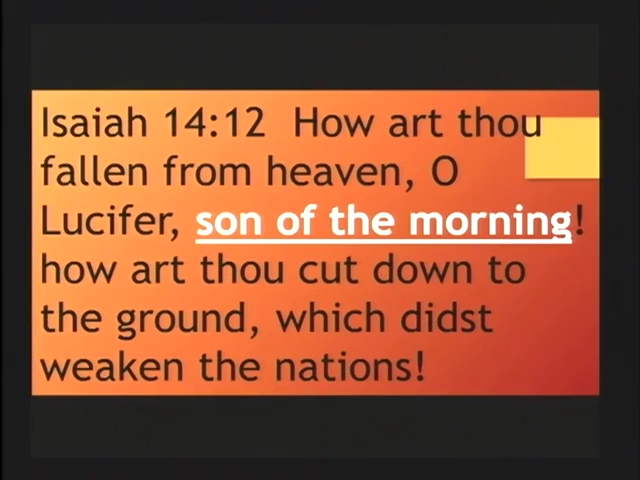 Isaiah 14:12  How art thou
fallen from heaven, O
Lucifer, son of the morning!
how art thou cut down to
the ground, which didst
weaken the nations!